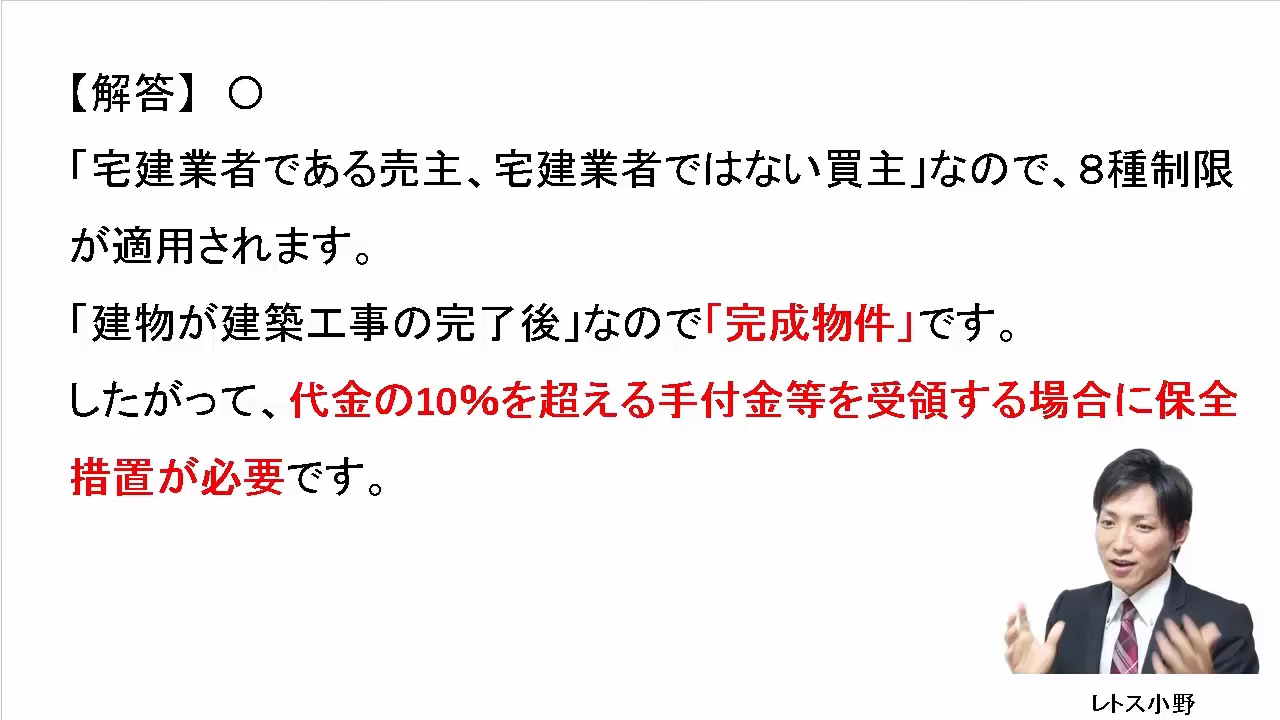 【解答】 〇
「宅建業者である売主、宅建業者ではない買主」なので、８種制限
が適用されます。
「建物が建築工事の完了後」なので「完成物件」です。
したがって、代金の10％を超える手付金等を受領する場合に保全
措置が必要です。
レトス小野